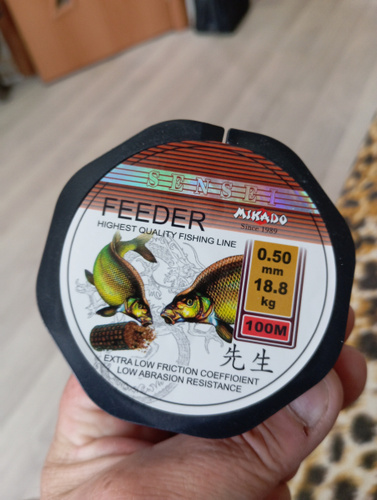 SENSEI
FEEDER
MIKADO
Since 1989
HIGHEST QUALITY FISHING LINE
0.50
mm
18.8
kg
100M
先生
EXTRA LOW FRICTION COEFFIOIENT
LOW ABRASION RESISTANCE